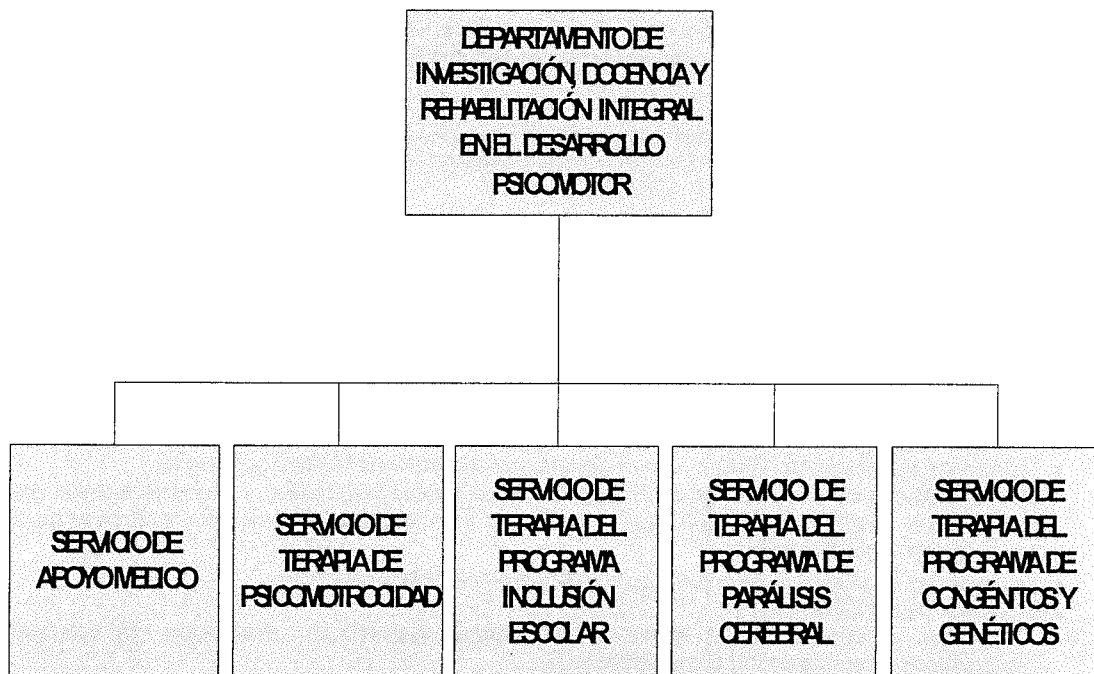 DEPARTAMENTO DE
INVESTIGACIÓN, DOCENCIA Y
REHABILITACIÓN INTEGRAL
EN EL DESARROLLO
PSICOMOTOR
SERVICIO DE
APOYO MEDICO
SERVICIO DE
TERAPIA DE
PSICOMOTROCIDAD
SERVICIO DE
TERAPIA DEL
PROGRAMA
INCLUSIÓN
ESCOLAR
SERVICIO DE
TERAPIA DEL
PROGRAMA DE
PARÁLISIS
CEREBRAL
SERVICIO DE
TERAPIA DEL
PROGRAMA DE
CONGÉNITOS Y
GENÉTICOS